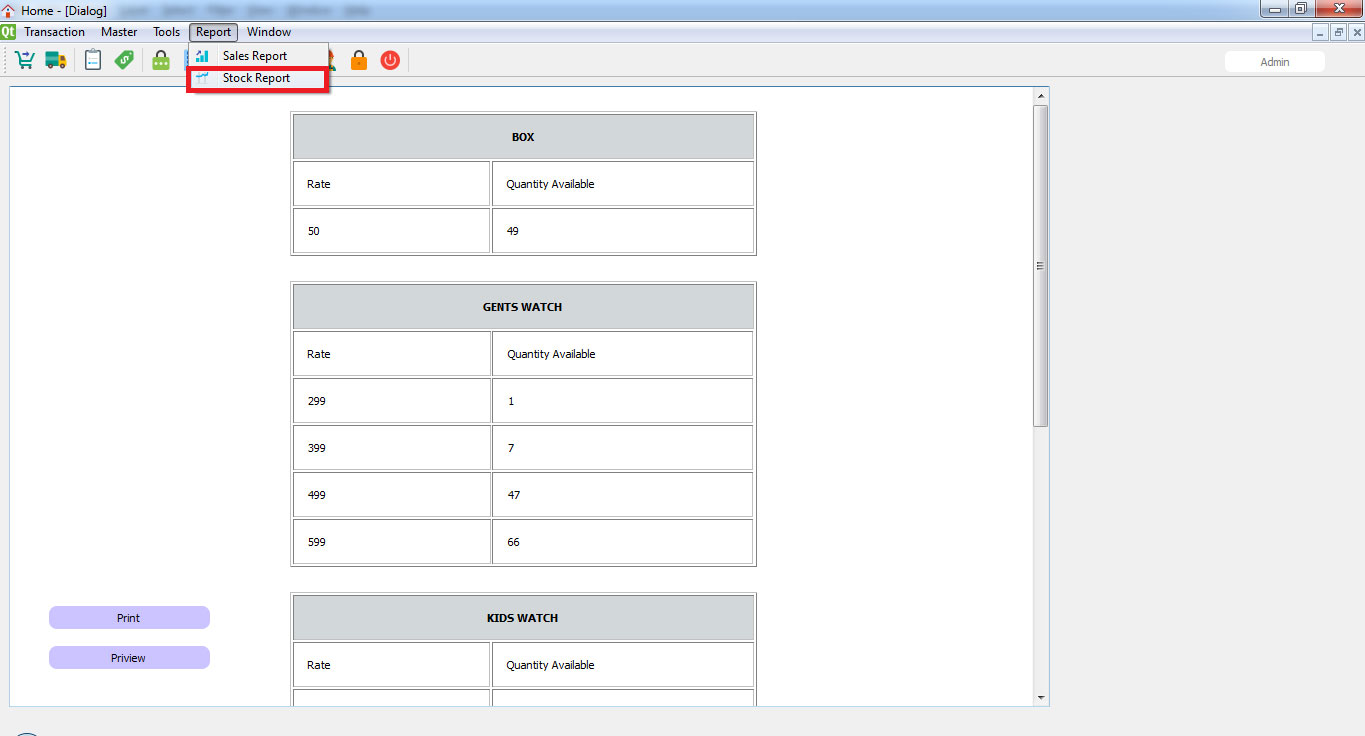 Home - [Dialog]
Qt Transaction Master Tools Report Window
Sales Report
Stock Report
Admin
BOX
Rate Quantity Available
50 49
GENTS WATCH
Rate Quantity Available
299 1
399 7
499 47
599 66
KIDS WATCH
Rate Quantity Available
Print
Priview